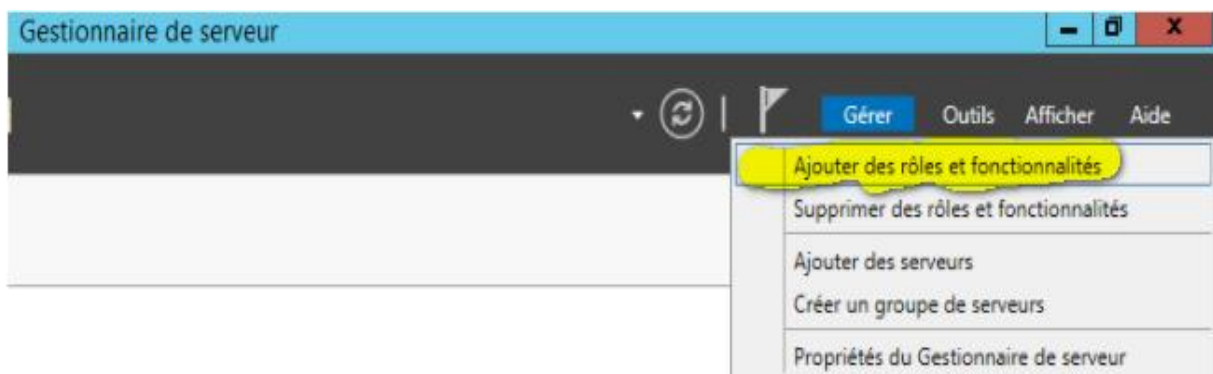 Gestionnaire de serveur
Gérer Outils Afficher Aide
Ajouter des rôles et fonctionnalités
Supprimer des rôles et fonctionnalités
Ajouter des serveurs
Créer un groupe de serveurs
Propriétés du Gestionnaire de serveur